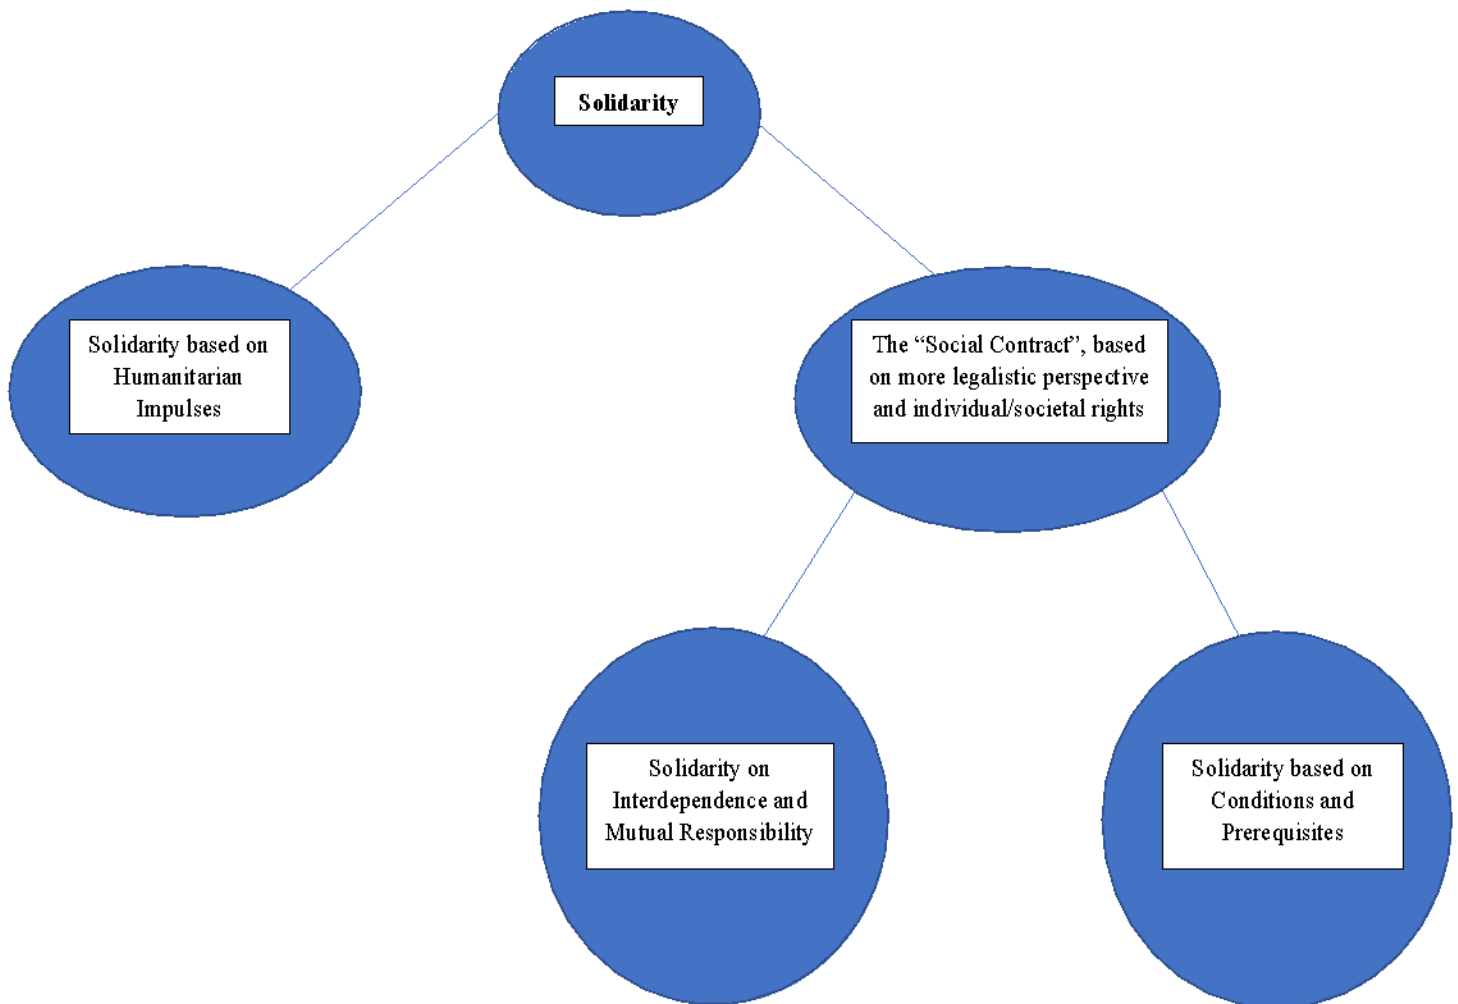 Solidarity
Solidarity based on
Humanitarian
Impulses
The “Social Contract”, based
on more legalistic perspective
and individual/societal rights
Solidarity on
Interdependence and
Mutual Responsibility
Solidarity based on
Conditions and
Prerequisites